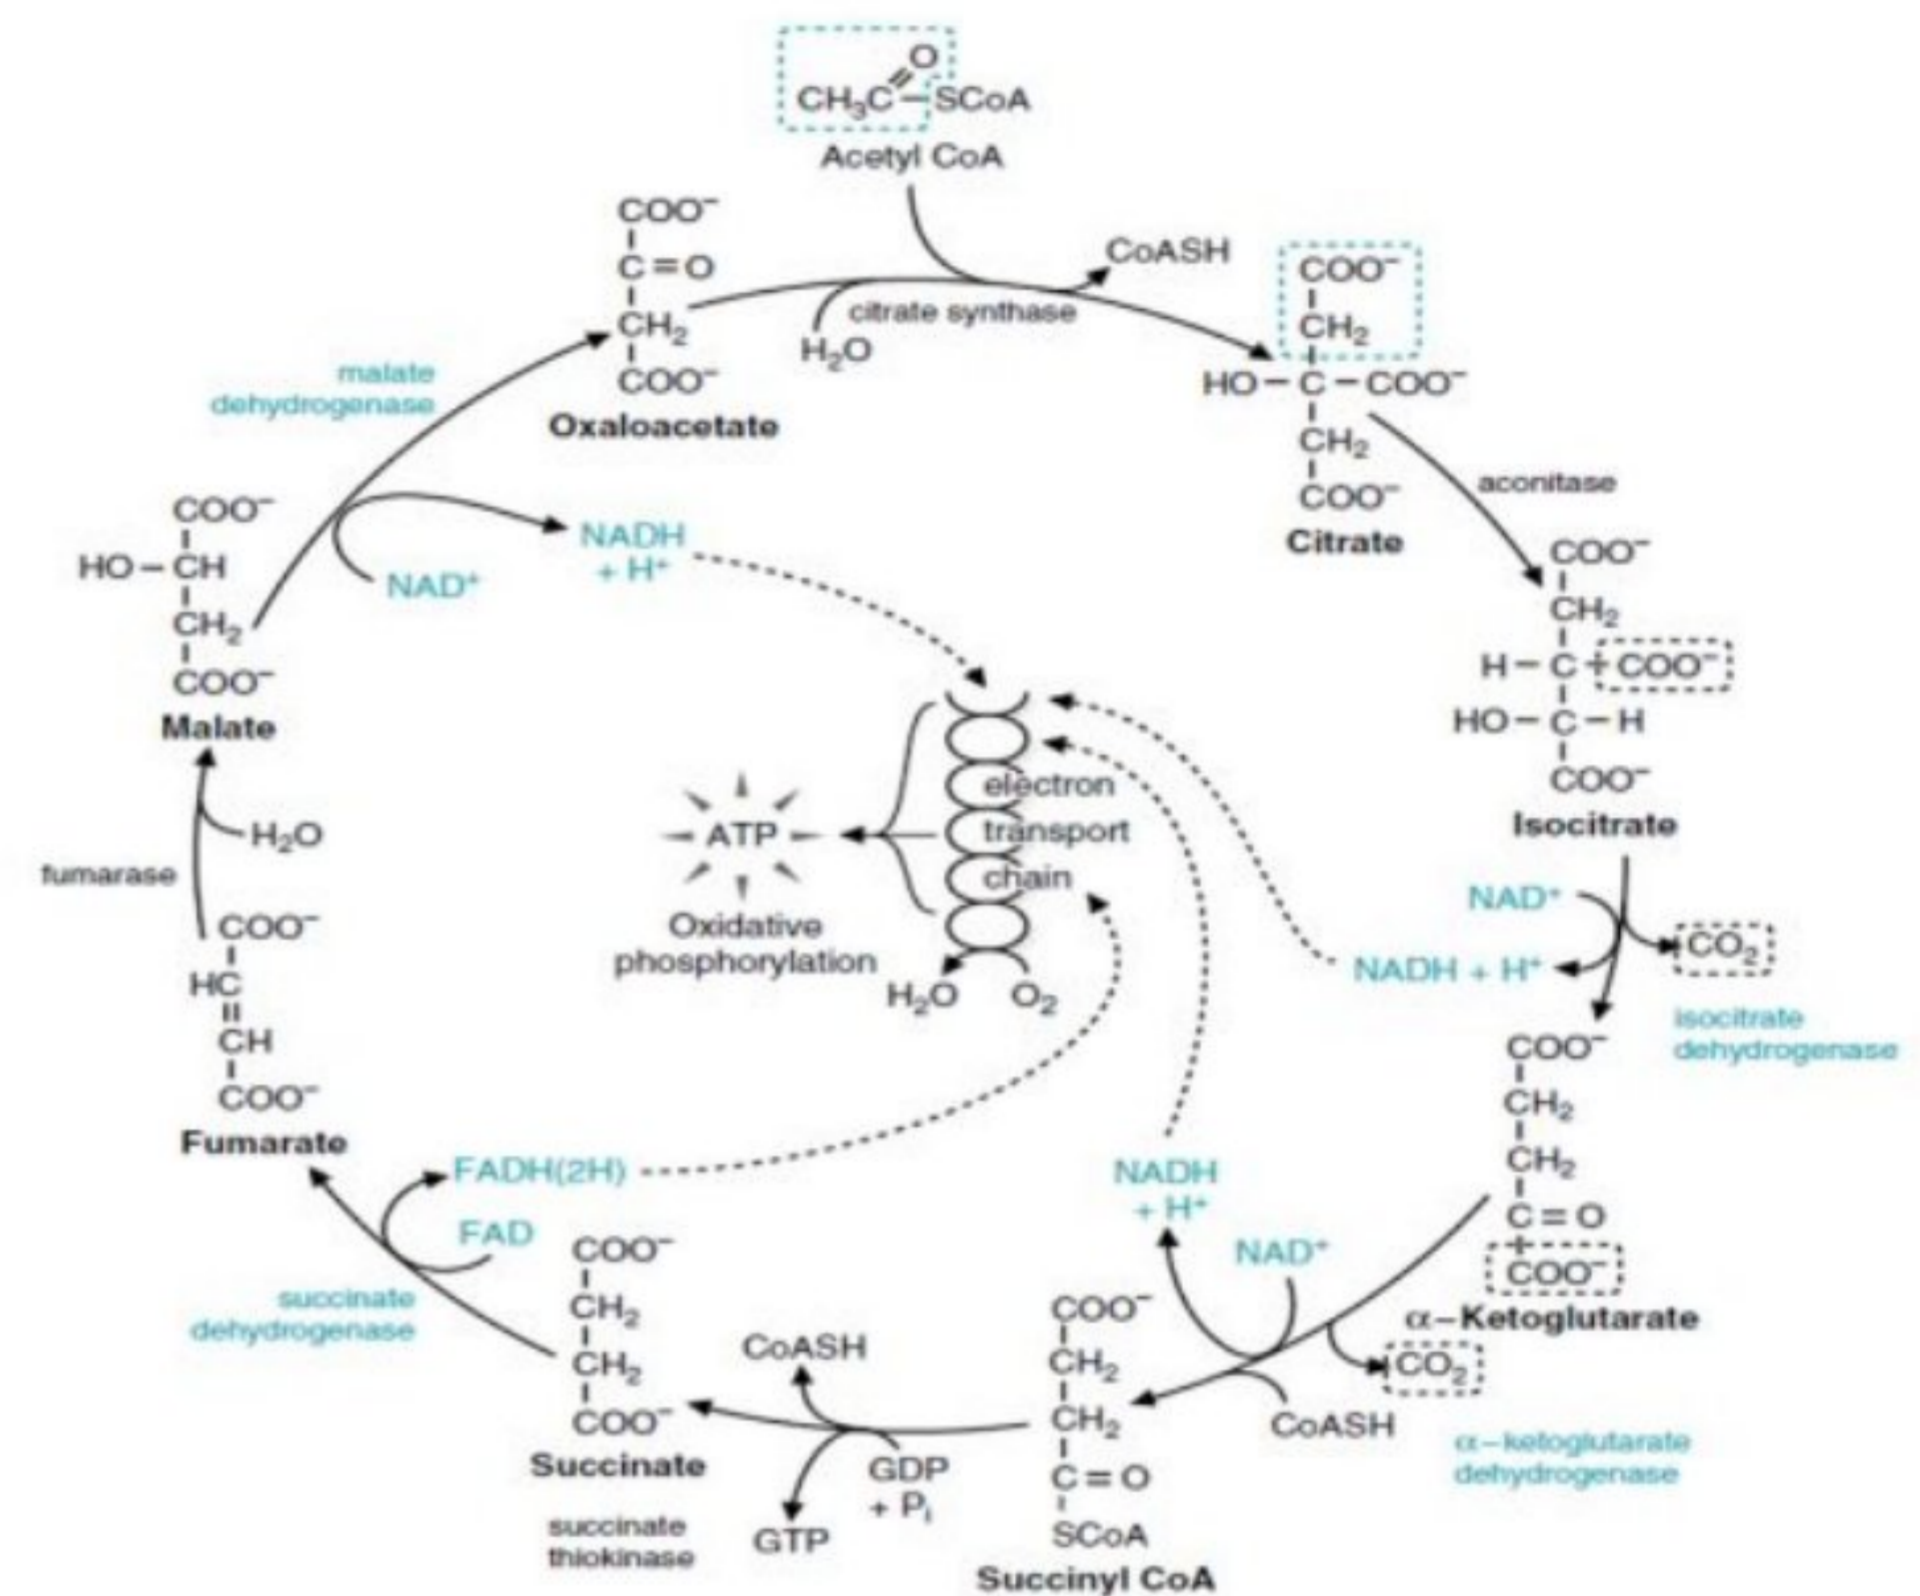 O
CH₃C–SCoA
Acetyl CoA
COO⁻
C=O
CH₂
COO⁻
Oxaloacetate
CoASH
citrate synthase
H₂O
COO⁻
CH₂
HO–C–COO⁻
CH₂
COO⁻
Citrate
aconitase
COO⁻
CH₂
H–C–COO⁻
HO–C–H
COO⁻
Isocitrate
NAD⁺
CO₂
NADH + H⁺
isocitrate
dehydrogenase
COO⁻
CH₂
CH₂
C=O
COO⁻
α–Ketoglutarate
CO₂
NADH
+ H⁺
NAD⁺
CoASH
α–ketoglutarate
dehydrogenase
COO⁻
CH₂
CH₂
C=O
SCoA
Succinyl CoA
CoASH
GDP
+ Pᵢ
GTP
succinate
thiokinase
COO⁻
CH₂
CH₂
COO⁻
Succinate
FADH(2H)
FAD
succinate
dehydrogenase
COO⁻
HC
CH
COO⁻
Fumarate
fumarase
H₂O
COO⁻
HO–CH
CH₂
COO⁻
Malate
malate
dehydrogenase
NADH
+ H⁺
NAD⁺
electron
transport
chain
ATP
Oxidative
phosphorylation
H₂O
O₂